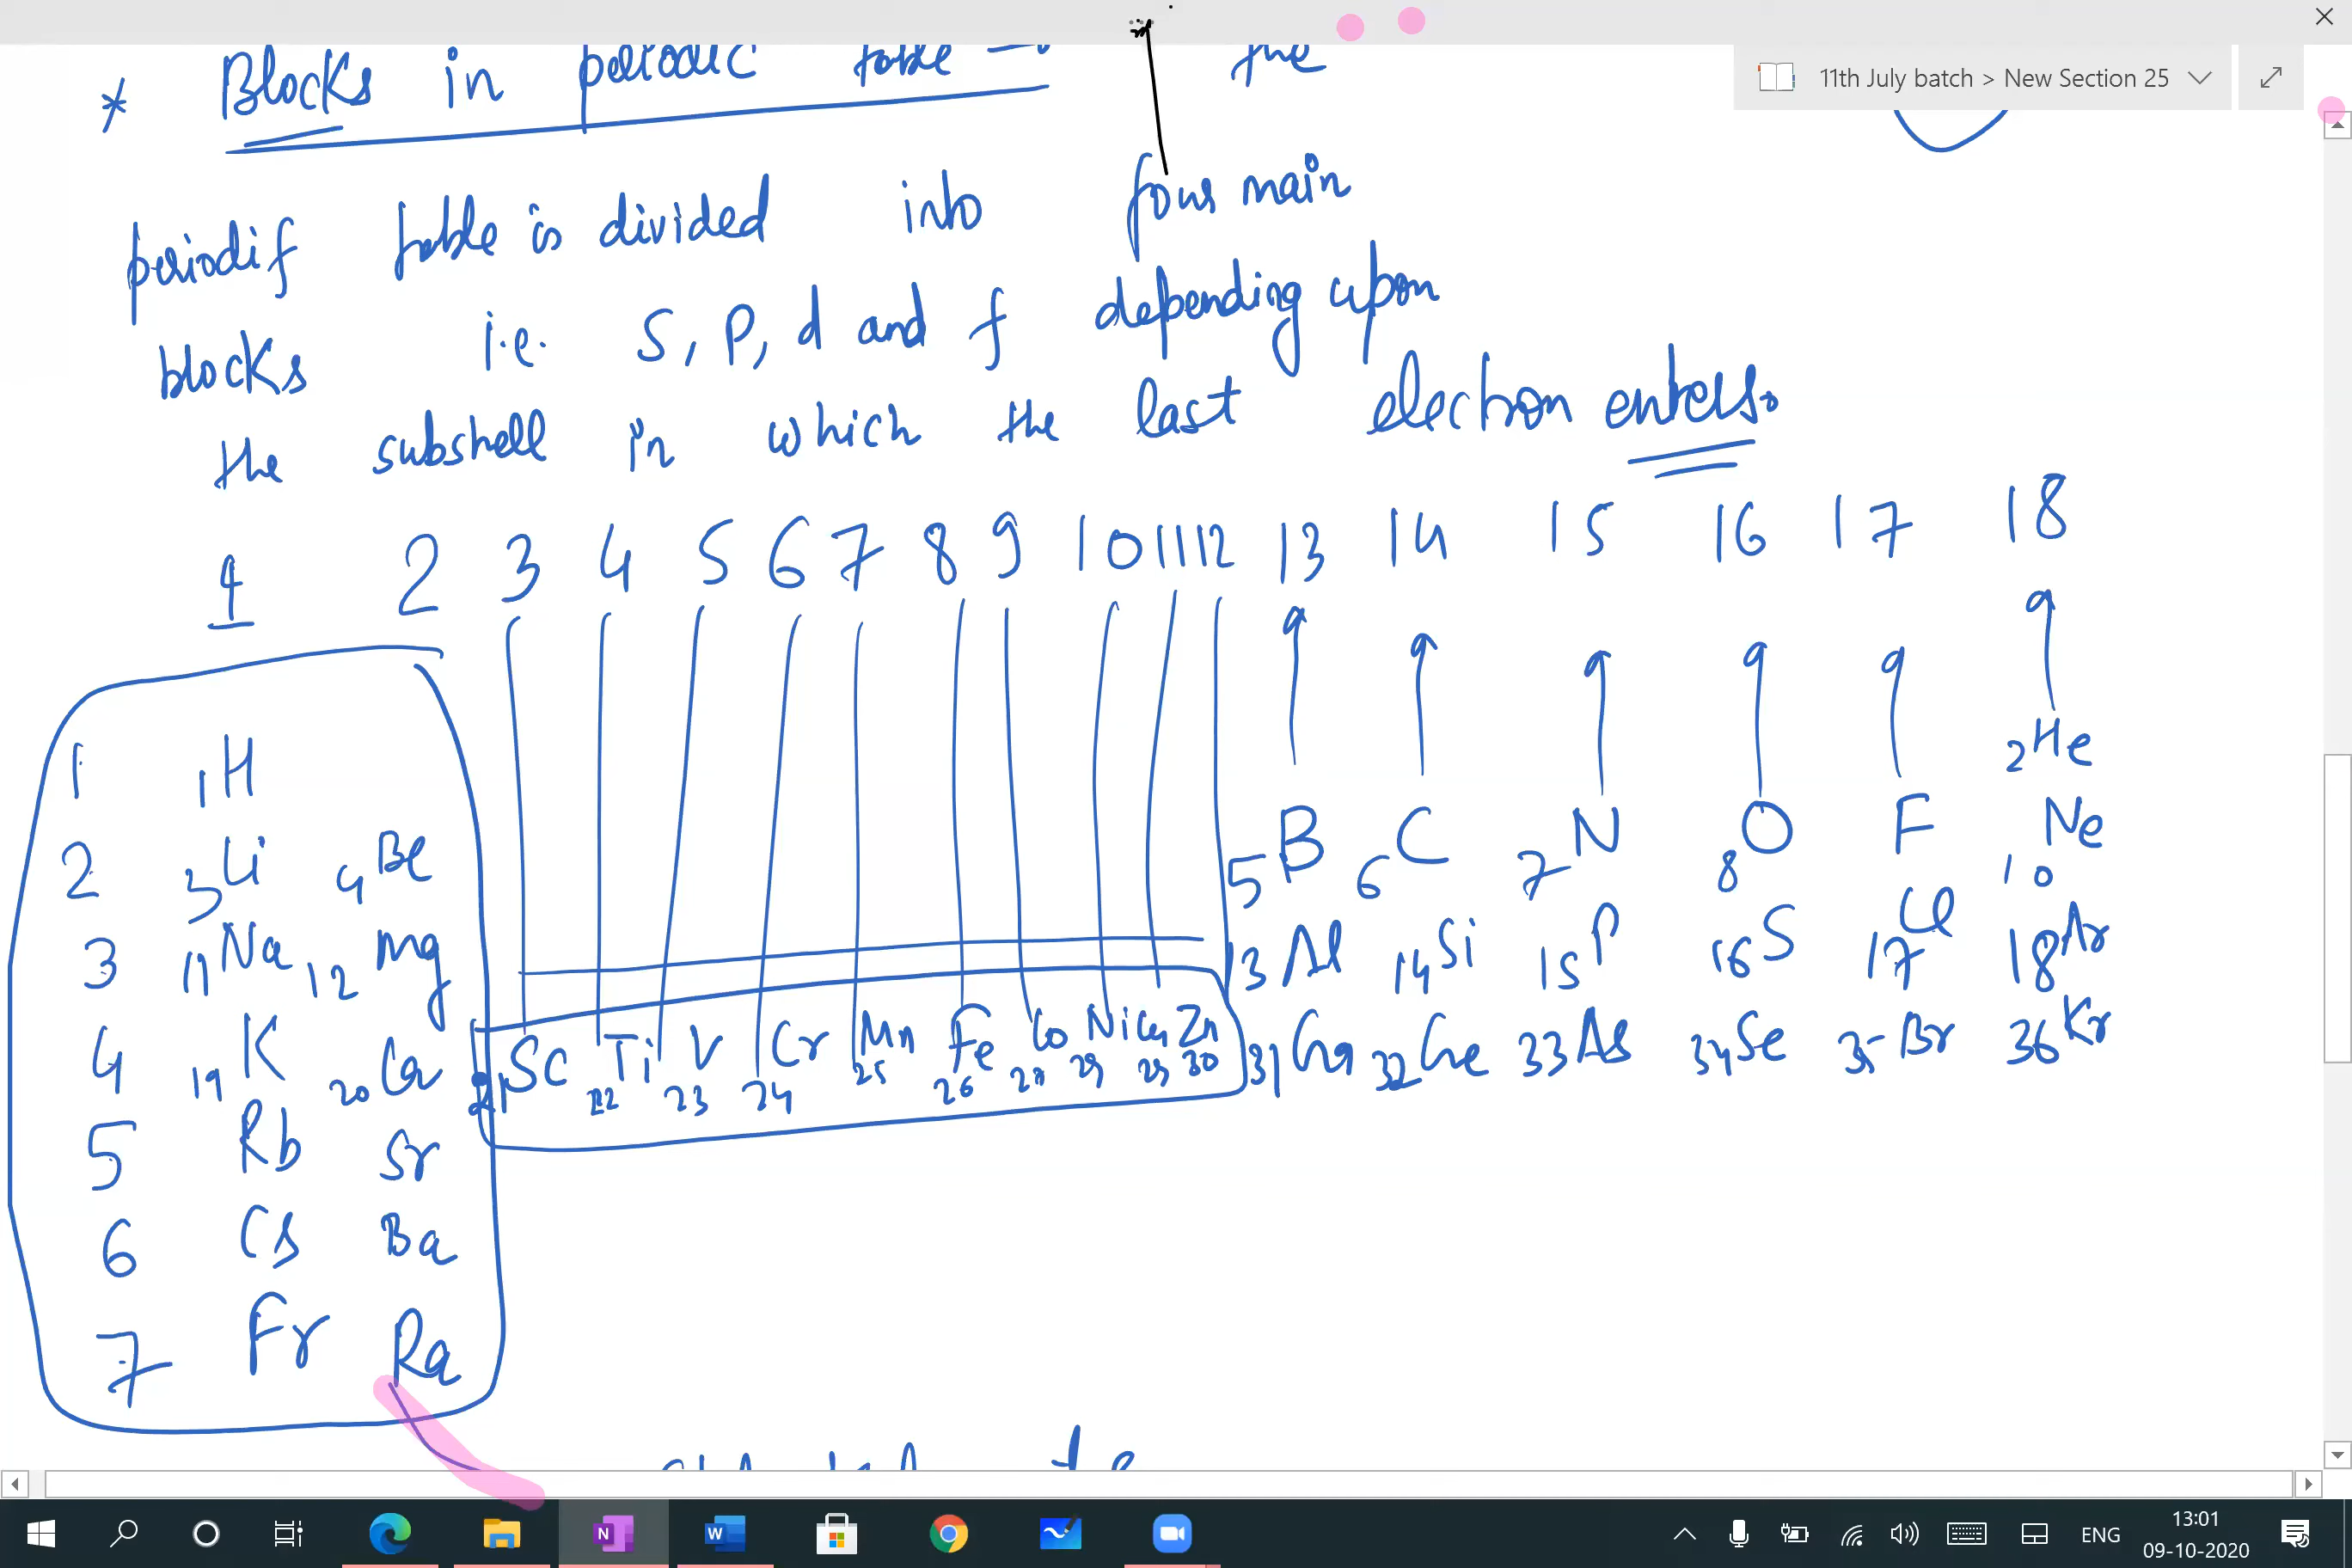 11th July batch > New Section 25
* Blocks in periodic table → the
periodic table is divided into four main
blocks i.e. S, P, d and f depending upon
the subshell in which the last electron enters.
1 2 3 4 5 6 7 8 9 10 11 12 13 14 15 16 17 18
1 1H 2He
2 3Li 4Be 5B 6C 7N 8O F 10Ne
3 11Na 12Mg 13Al 14Si 15P 16S 17Cl 18Ar
4 19K 20Ca 21Sc 22Ti 23V 24Cr 25Mn 26Fe Co Ni Cu Zn30 31Ga 32Ge 33As 34Se 35Br 36Kr
5 Rb Sr
6 Cs Ba
7 Fr Ra
ENG
13:01
09-10-2020